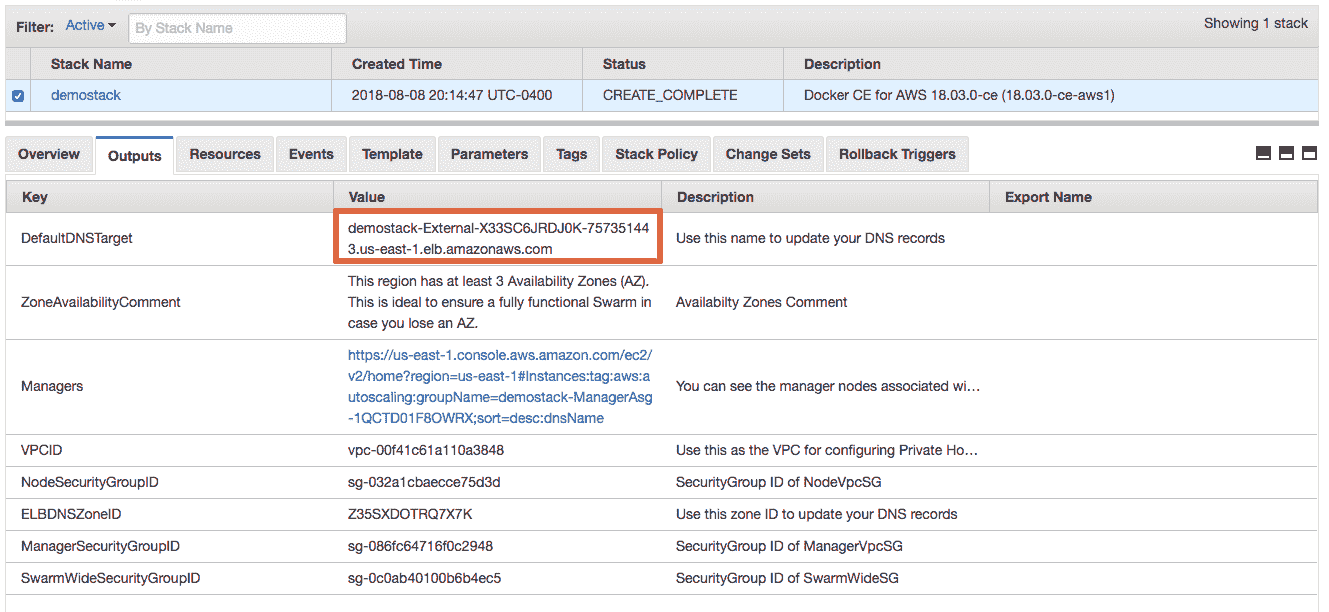 Filter: Active By Stack Name Showing 1 stack
Stack Name Created Time Status Description
demostack 2018-08-08 20:14:47 UTC-0400 CREATE_COMPLETE Docker CE for AWS 18.03.0-ce (18.03.0-ce-aws1)
Overview Outputs Resources Events Template Parameters Tags Stack Policy Change Sets Rollback Triggers
Key Value Description Export Name
DefaultDNSTarget
demostack-External-X33SC6JRDJ0K-75735144
3.us-east-1.elb.amazonaws.com
Use this name to update your DNS records
ZoneAvailabilityComment
This region has at least 3 Availability Zones (AZ).
This is ideal to ensure a fully functional Swarm in
case you lose an AZ.
Availabilty Zones Comment
Managers
https://us-east-1.console.aws.amazon.com/ec2/
v2/home?region=us-east-1#Instances:tag:aws:a
utoscaling:groupName=demostack-ManagerAsg
-1QCTD01F8OWRX;sort=desc:dnsName
You can see the manager nodes associated wi…
VPCID vpc-00f41c61a110a3848 Use this as the VPC for configuring Private Ho…
NodeSecurityGroupID sg-032a1cbaecce75d3d SecurityGroup ID of NodeVpcSG
ELBDNSZoneID Z35SXDOTRQ7X7K Use this zone ID to update your DNS records
ManagerSecurityGroupID sg-086fc64716f0c2948 SecurityGroup ID of ManagerVpcSG
SwarmWideSecurityGroupID sg-0c0ab40100b6b4ec5 SecurityGroup ID of SwarmWideSG